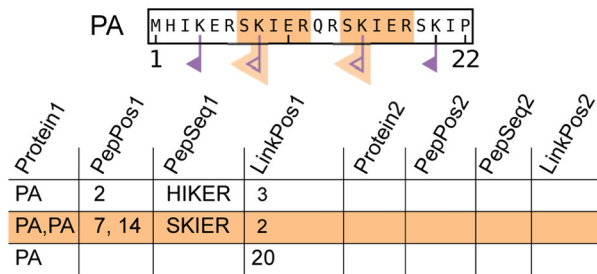 PA MHIKERSKIERQRSKIERSKIP
1 22
Protein1 PepPos1 PepSeq1 LinkPos1 Protein2 PepPos2 PepSeq2 LinkPos2
PA 2 HIKER 3
PA,PA 7, 14 SKIER 2
PA 20